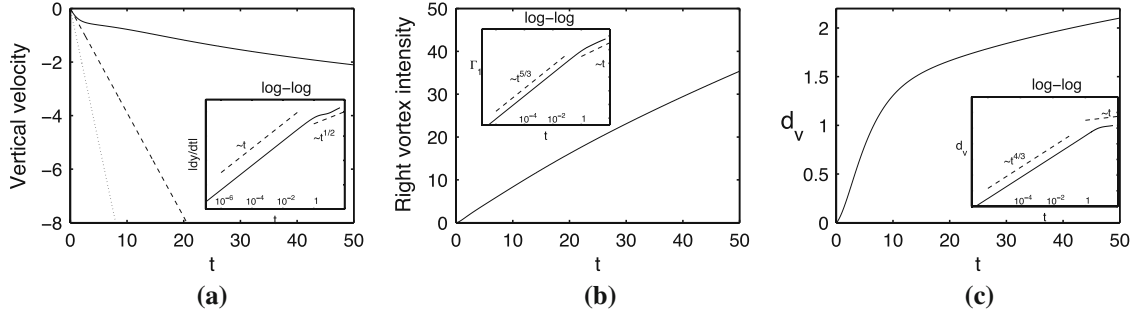 0
−2
−4
−6
−8
Vertical velocity
0 10 20 30 40 50
t
log−log
~t
~t^{1/2}
|dy/dt|
10^{−6} 10^{−4} 10^{−2} 1
t
(a)
50
40
30
20
10
0
Right vortex intensity
0 10 20 30 40 50
t
log−log
Γ_1
~t^{5/3}
~t
10^{−4} 10^{−2} 1
t
(b)
2
1.5
1
0.5
0
d_v
0 10 20 30 40 50
t
log−log
d_v
~t^{4/3}
~t
10^{−4} 10^{−2} 1
t
(c)